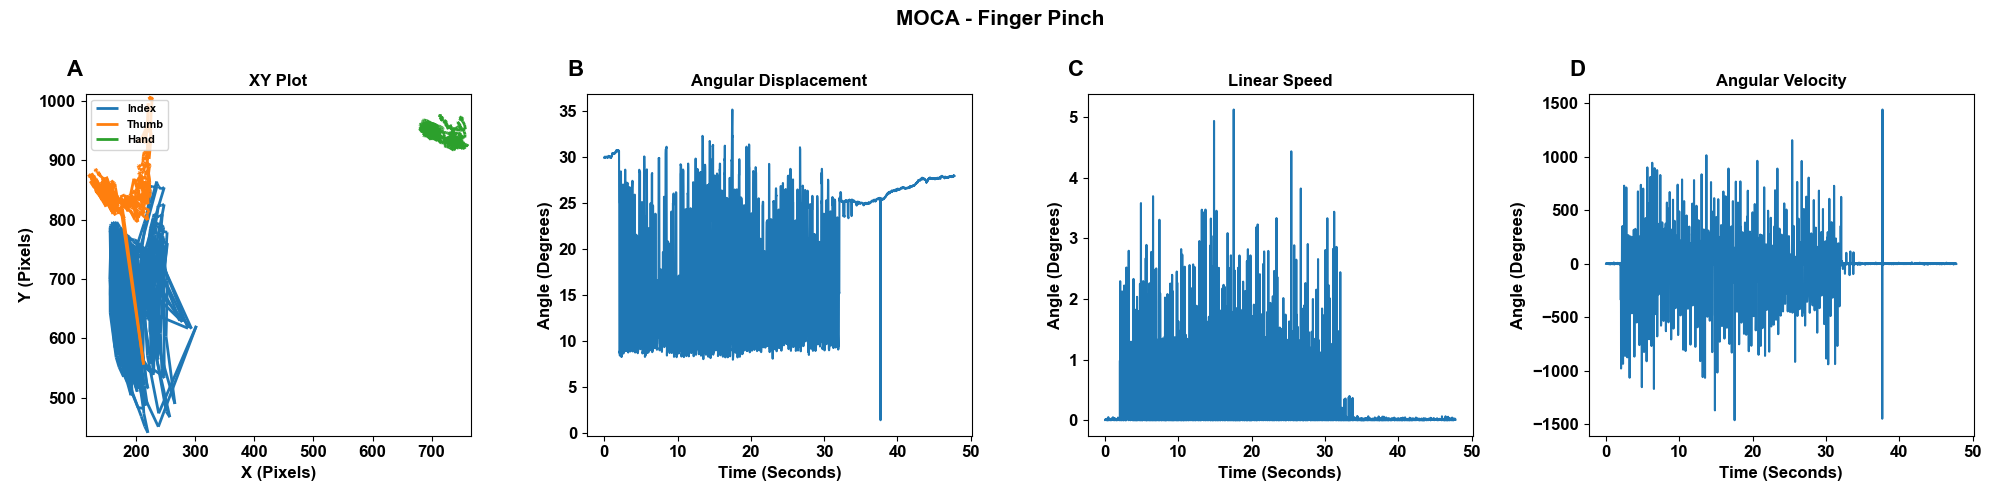 MOCA - Finger Pinch
A
XY Plot
Index
Thumb
Hand
1000
900
800
700
600
500
Y (Pixels)
200
300
400
500
600
700
X (Pixels)
B
Angular Displacement
35
30
25
20
15
10
5
0
Angle (Degrees)
0
10
20
30
40
50
Time (Seconds)
C
Linear Speed
5
4
3
2
1
0
Angle (Degrees)
0
10
20
30
40
50
Time (Seconds)
D
Angular Velocity
1500
1000
500
0
−500
−1000
−1500
Angle (Degrees)
0
10
20
30
40
50
Time (Seconds)